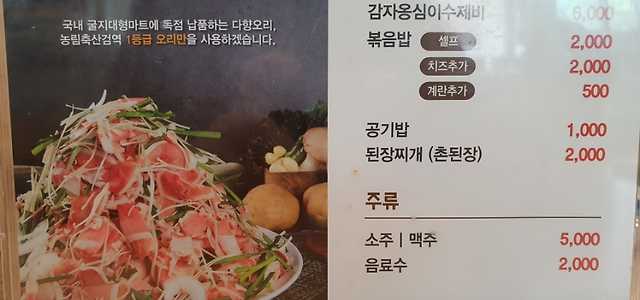 국내 굴지대형마트에 독점 납품하는 다향오리,
농림축산검역 1등급 오리만을 사용하겠습니다.
감자옹심이수제비 6,000
볶음밥 셀프 2,000
치즈추가 2,000
계란추가 500
공기밥 1,000
된장찌개 (촌된장) 2,000
주류
소주 | 맥주 5,000
음료수 2,000